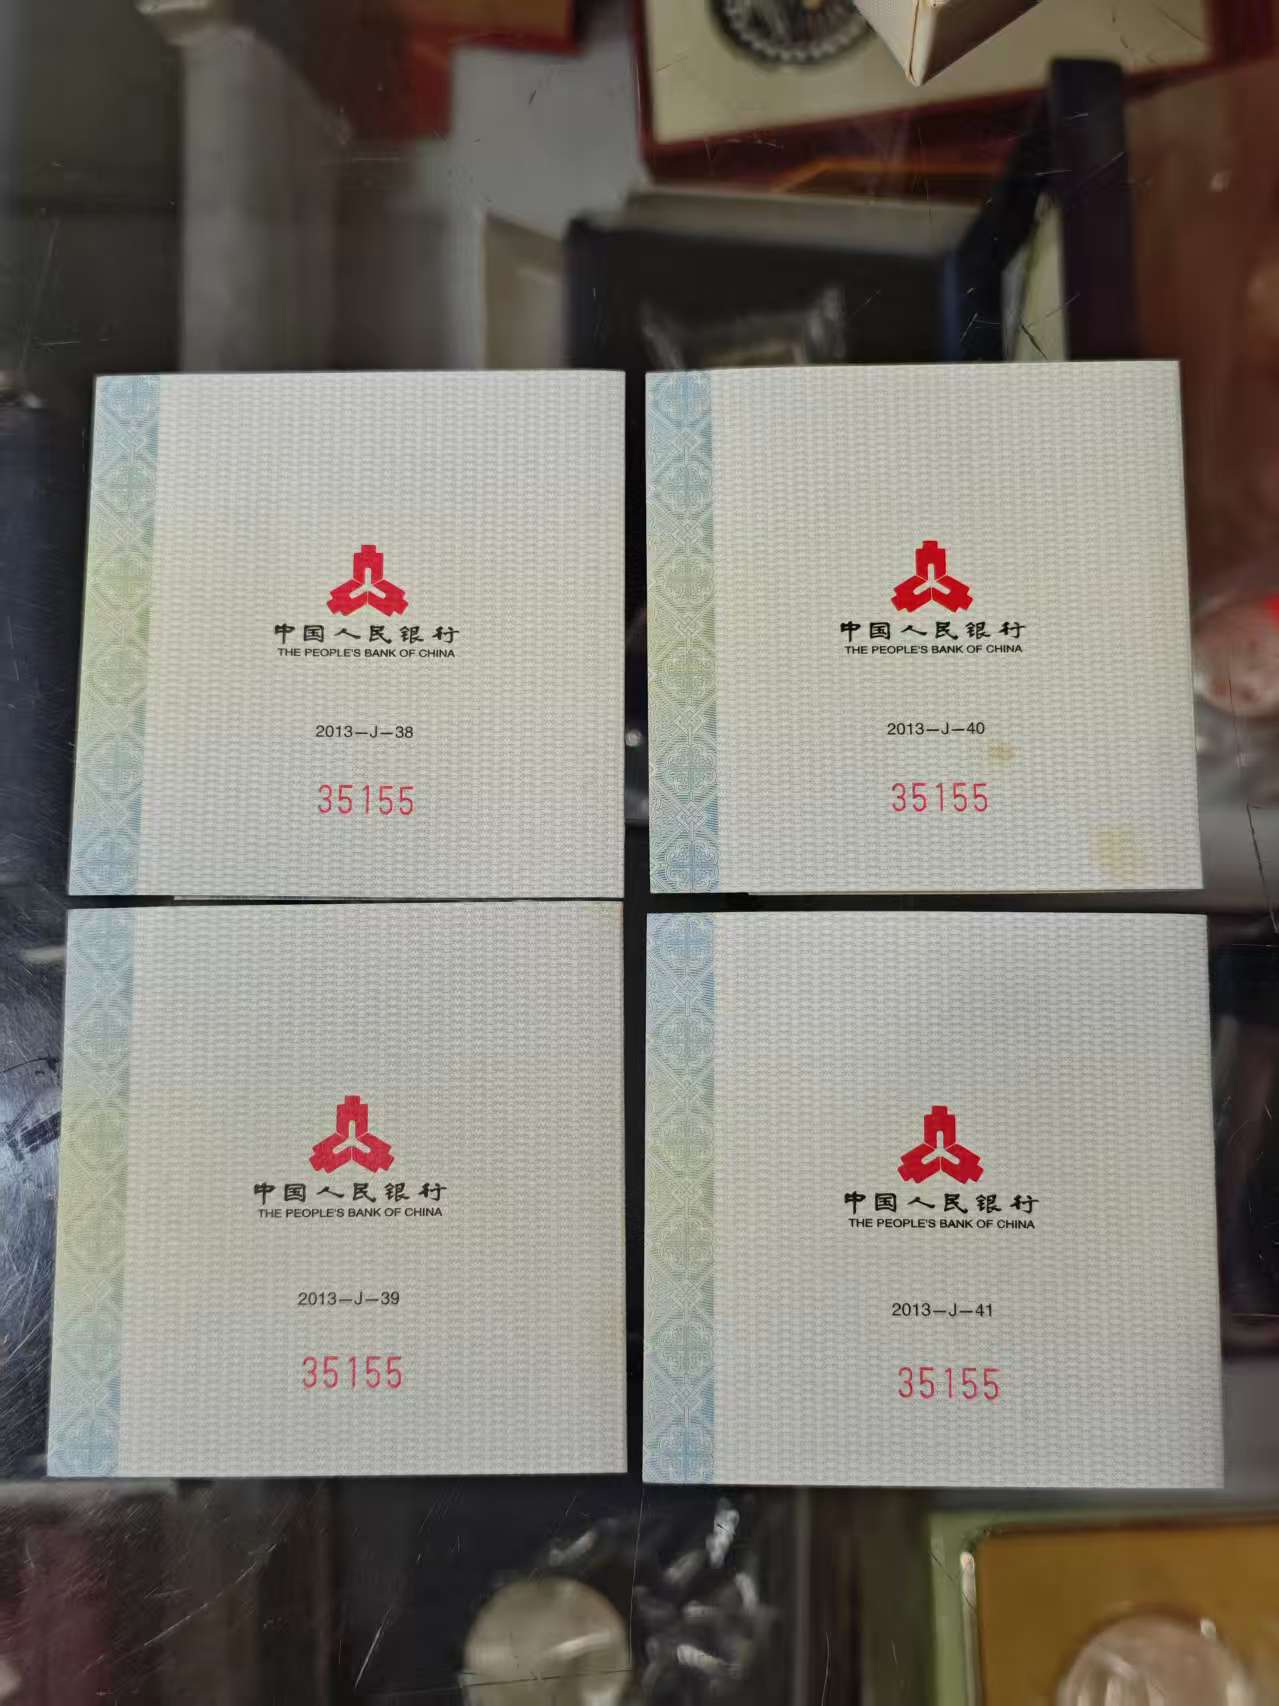 中国人民银行
THE PEOPLE'S BANK OF CHINA
2013—J—38
35155
中国人民银行
THE PEOPLE'S BANK OF CHINA
2013—J—40
35155
中国人民银行
THE PEOPLE'S BANK OF CHINA
2013—J—39
35155
中国人民银行
THE PEOPLE'S BANK OF CHINA
2013—J—41
35155